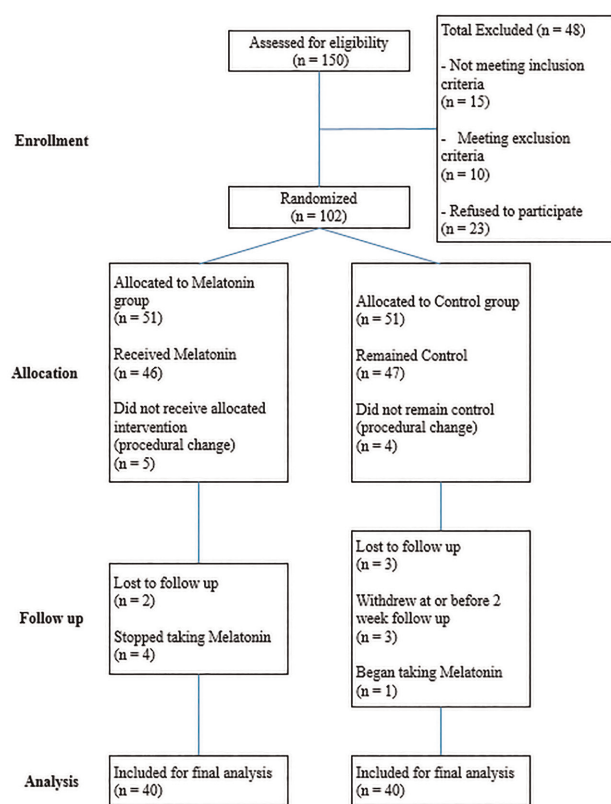 Assessed for eligibility
(n = 150)
Total Excluded (n = 48)
- Not meeting inclusion
criteria
(n = 15)
- Meeting exclusion
criteria
(n = 10)
- Refused to participate
(n = 23)
Enrollment
Randomized
(n = 102)
Allocated to Melatonin
group
(n = 51)
Received Melatonin
(n = 46)
Did not receive allocated
intervention
(procedural change)
(n = 5)
Allocated to Control group
(n = 51)
Remained Control
(n = 47)
Did not remain control
(procedural change)
(n = 4)
Allocation
Lost to follow up
(n = 2)
Stopped taking Melatonin
(n = 4)
Lost to follow up
(n = 3)
Withdrew at or before 2
week follow up
(n = 3)
Began taking Melatonin
(n = 1)
Follow up
Included for final analysis
(n = 40)
Included for final analysis
(n = 40)
Analysis